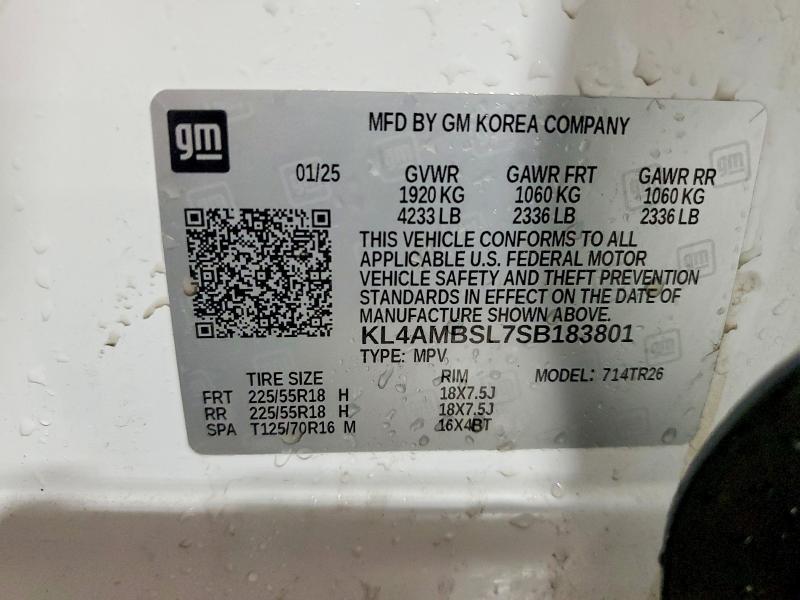 gm
MFD BY GM KOREA COMPANY
01/25 GVWR GAWR FRT GAWR RR
1920 KG 1060 KG 1060 KG
4233 LB 2336 LB 2336 LB
THIS VEHICLE CONFORMS TO ALL
APPLICABLE U.S. FEDERAL MOTOR
VEHICLE SAFETY AND THEFT PREVENTION
STANDARDS IN EFFECT ON THE DATE OF
MANUFACTURE SHOWN ABOVE.
KL4AMBSL7SB183801
TYPE: MPV
TIRE SIZE RIM MODEL: 714TR26
FRT 225/55R18 H 18X7.5J
RR 225/55R18 H 18X7.5J
SPA T125/70R16 M 16X4BT